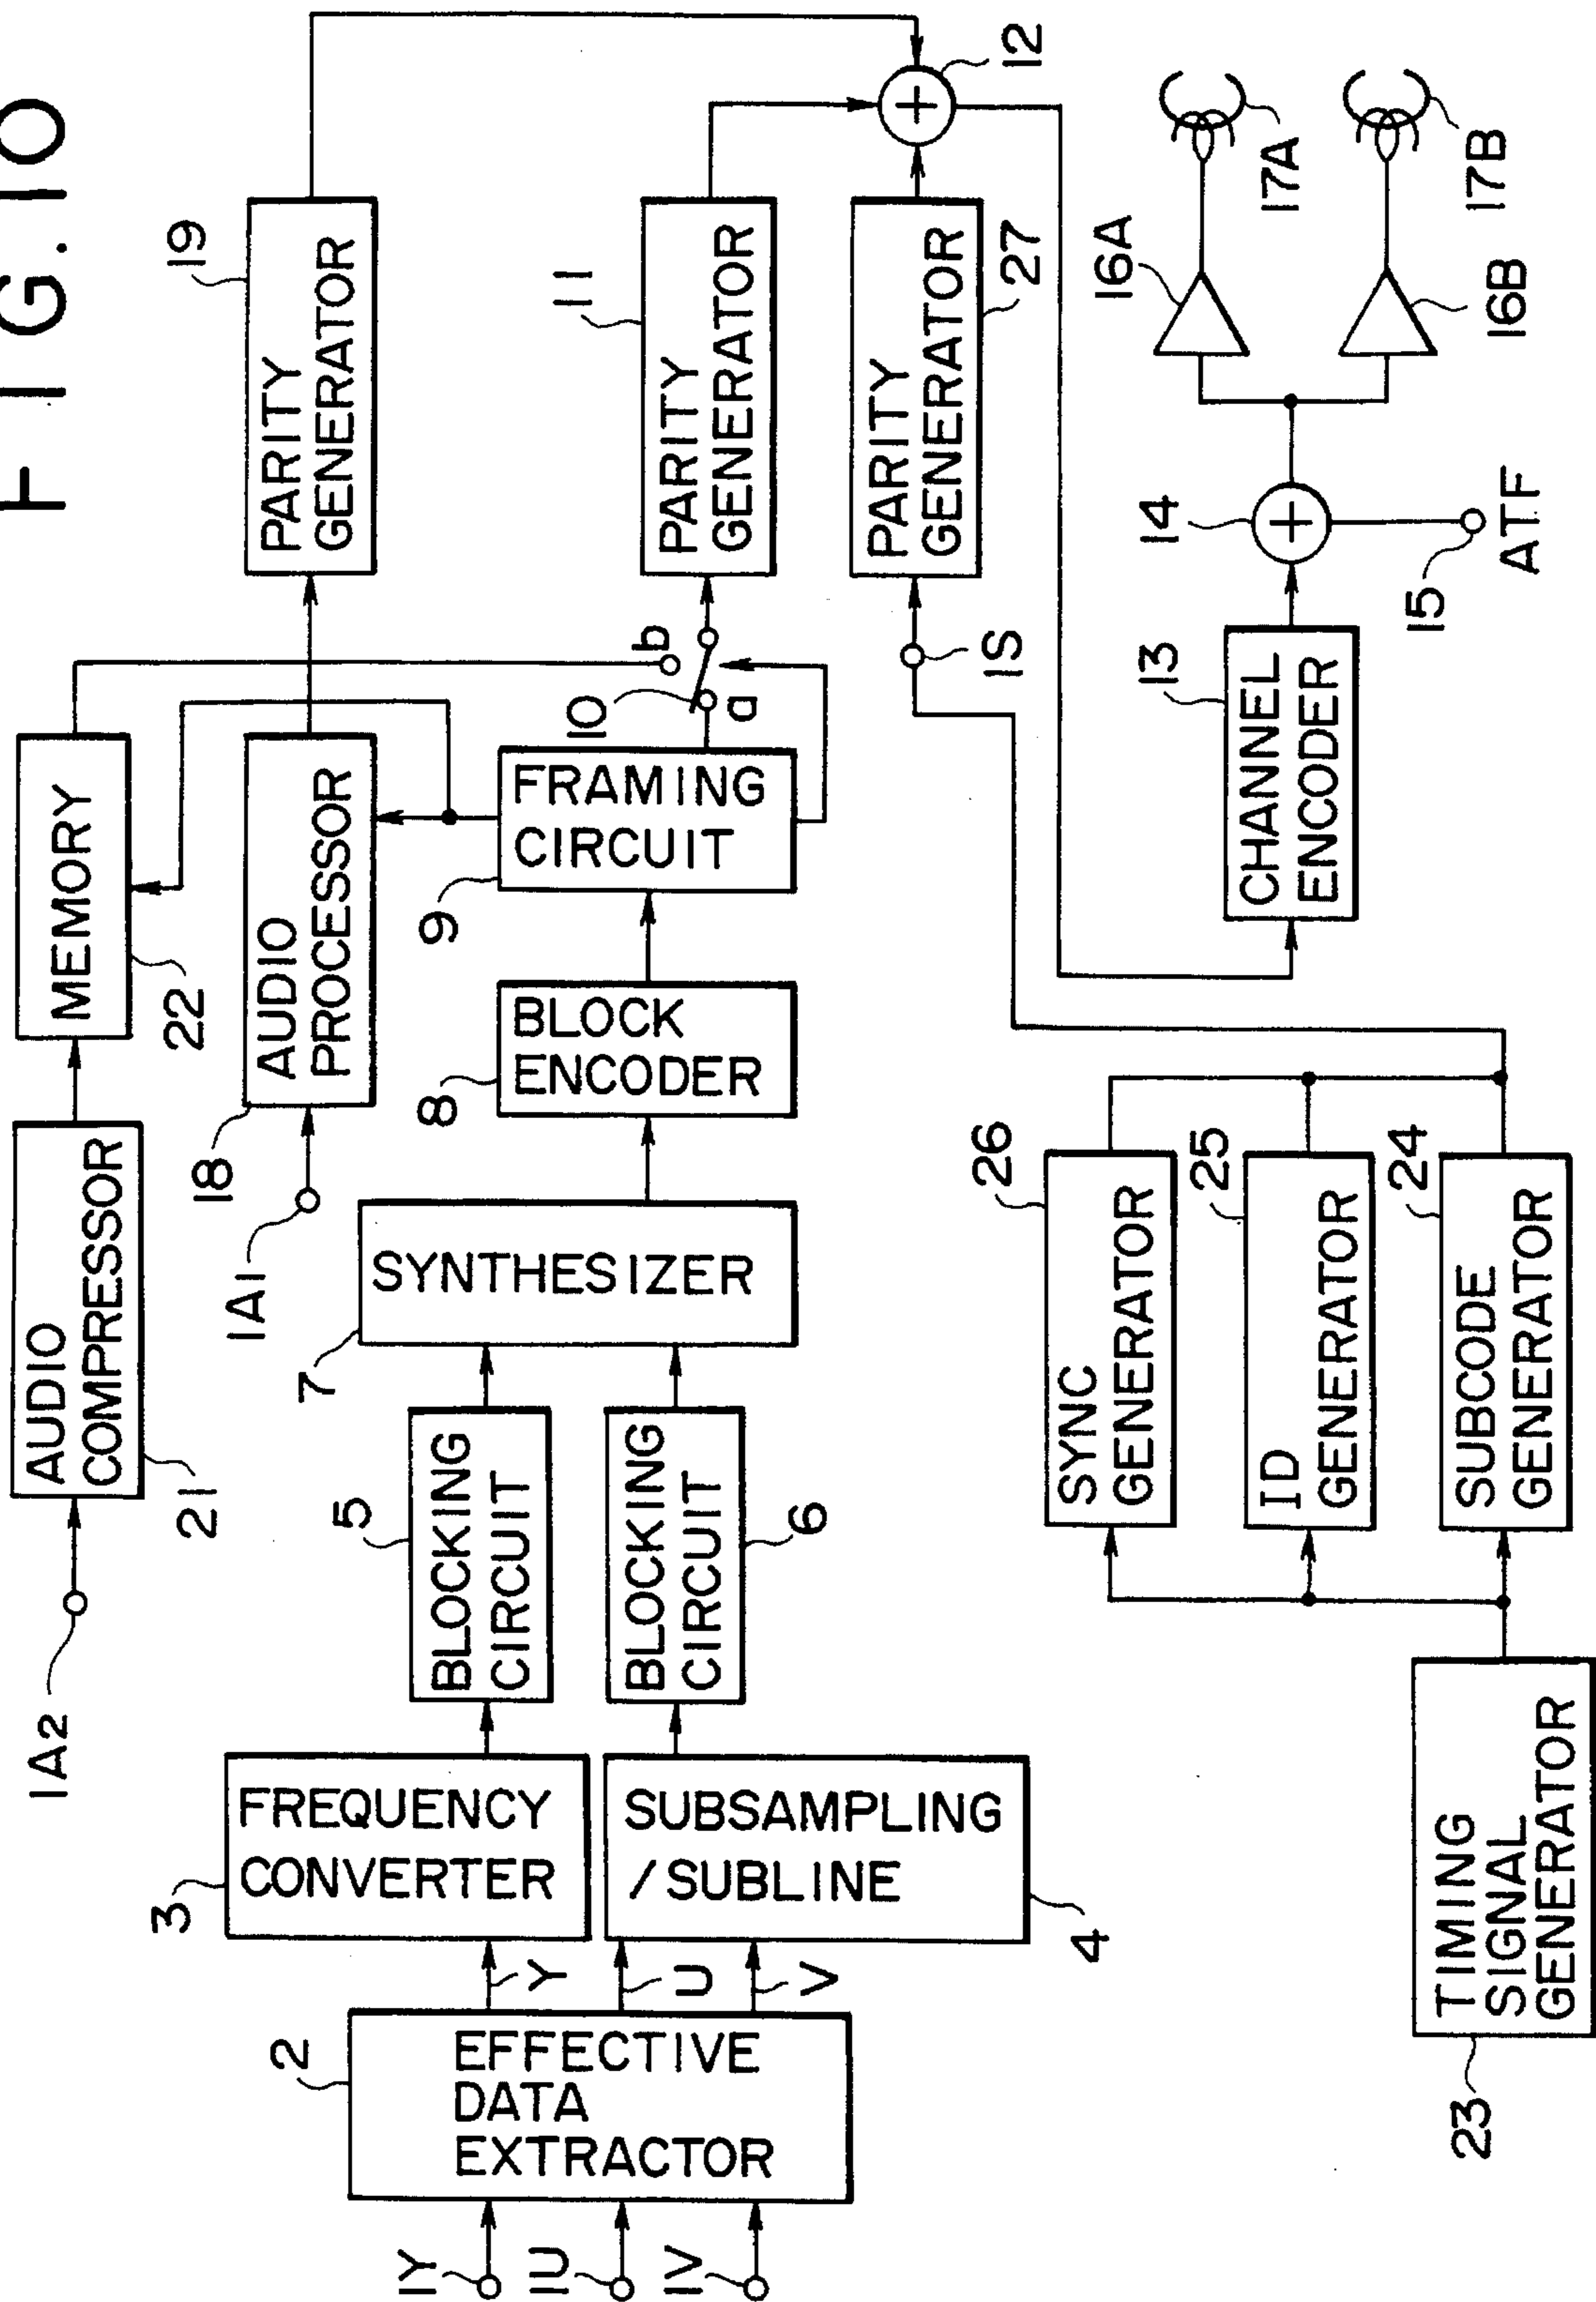 FIG.10
1A2
AUDIO
COMPRESSOR
21
MEMORY
22
1A1
AUDIO
PROCESSOR
18
PARITY
GENERATOR
19
1Y
1U
1V
EFFECTIVE
DATA
EXTRACTOR
2
Y
U
V
FREQUENCY
CONVERTER
3
SUBSAMPLING
/SUBLINE
4
BLOCKING
CIRCUIT
5
BLOCKING
CIRCUIT
6
SYNTHESIZER
7
BLOCK
ENCODER
8
FRAMING
CIRCUIT
9
10
a
b
PARITY
GENERATOR
11
1S
PARITY
GENERATOR
27
+
12
TIMING
SIGNAL
GENERATOR
23
SYNC
GENERATOR
26
ID
GENERATOR
25
SUBCODE
GENERATOR
24
CHANNEL
ENCODER
13
+
14
15
ATF
16A
16B
17A
17B